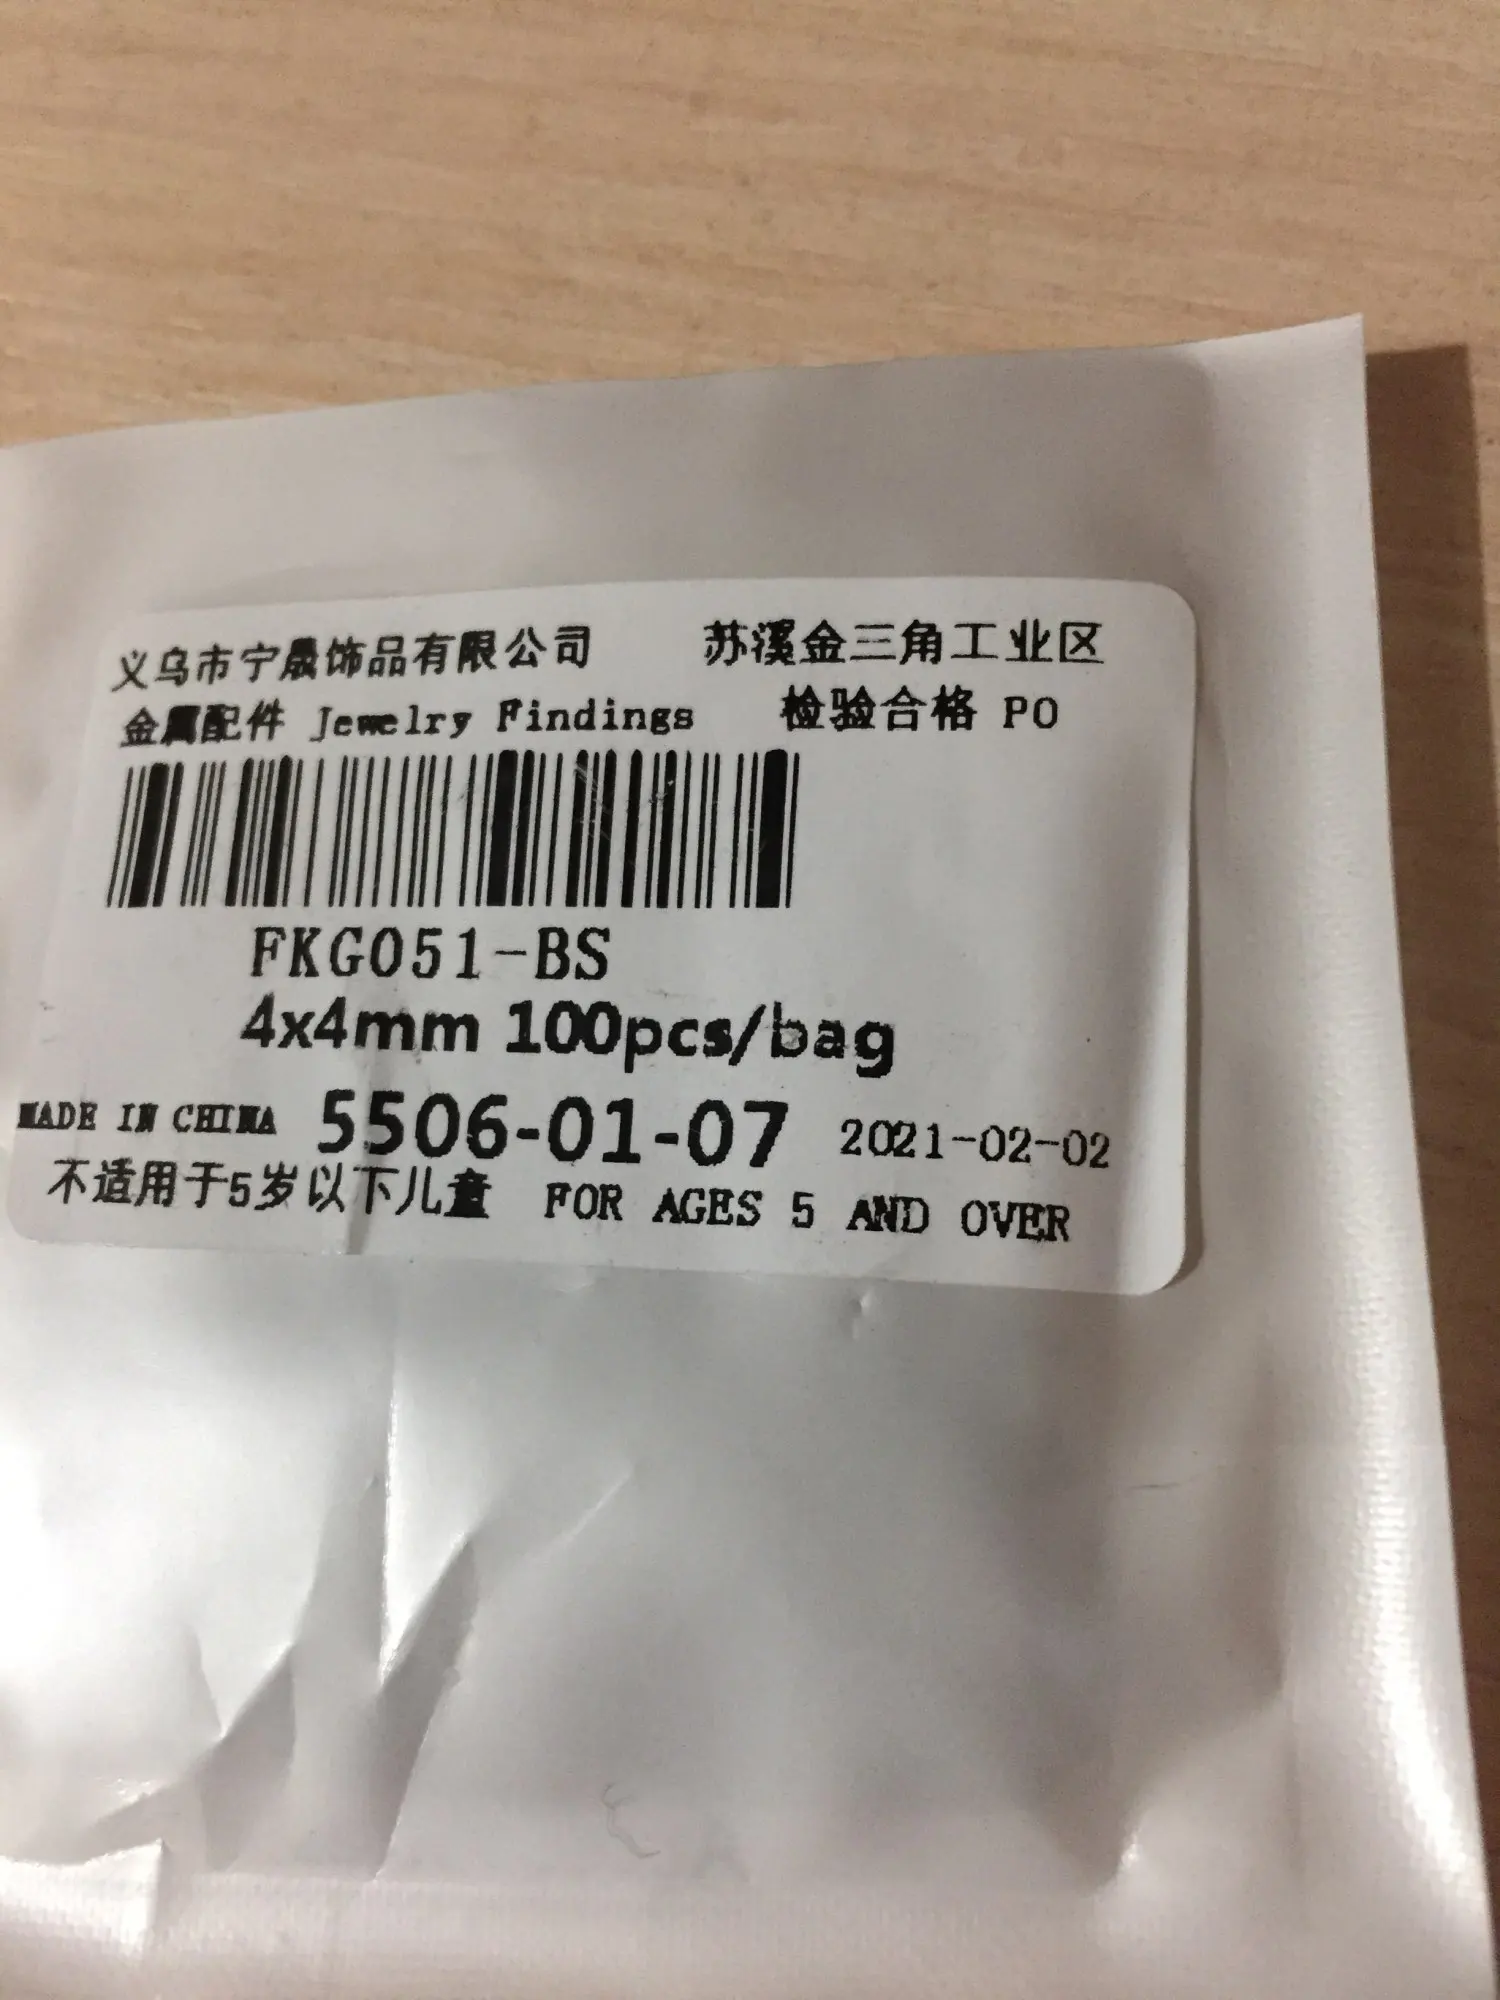 义乌市宁晟饰品有限公司 苏溪金三角工业区
金属配件 Jewelry Findings 检验合格 PO
FKG051-BS
4x4mm 100pcs/bag
MADE IN CHINA 5506-01-07 2021-02-02
不适用于5岁以下儿童 FOR AGES 5 AND OVER